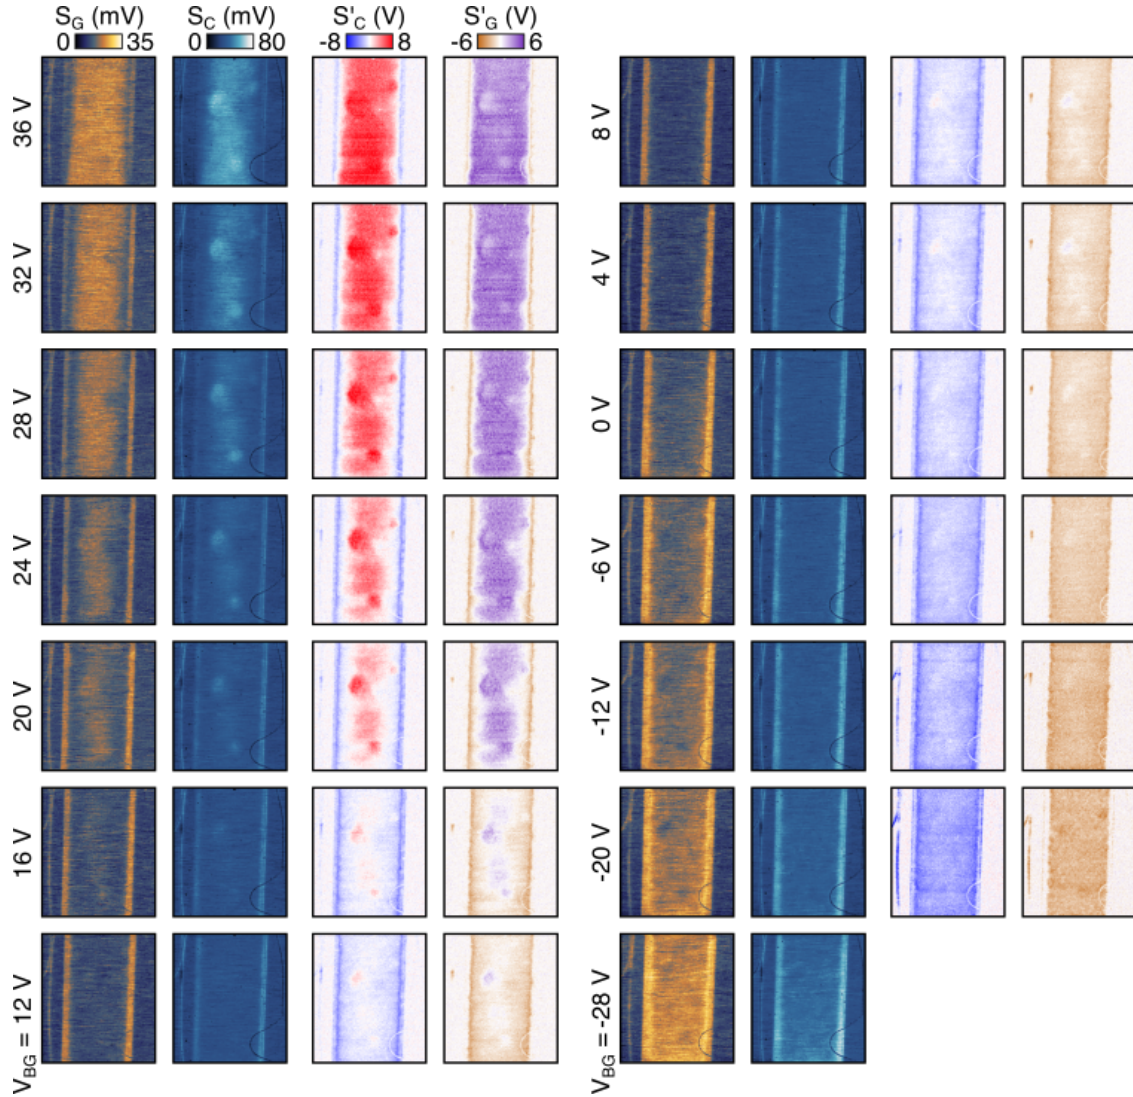 S_G (mV) S_C (mV) S'_C (V) S'_G (V)
0 35 0 80 -8 8 -6 6
36 V
32 V
28 V
24 V
20 V
16 V
V_BG = 12 V
8 V
4 V
0 V
-6 V
-12 V
-20 V
V_BG = -28 V